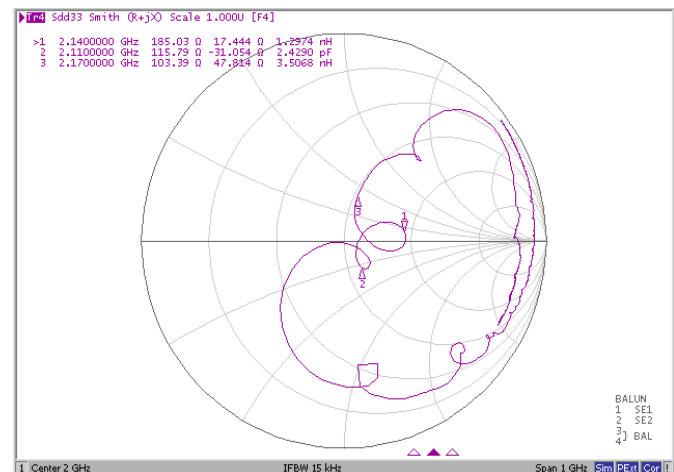 Tr4 Sdd33 Smith (R+jX) Scale 1.000U [F4]
>1 2.1400000 GHz 185.03 Ω 17.444 Ω 1.2974 nH
2 2.1100000 GHz 115.79 Ω -31.054 Ω 2.4290 pF
3 2.1700000 GHz 103.39 Ω 47.814 Ω 3.5068 nH
1
3
2
BALUN
1 SE1
2 SE2
3
4} BAL
1 Center 2 GHz IFBW 15 kHz Span 1 GHz Sim PExt Cor !